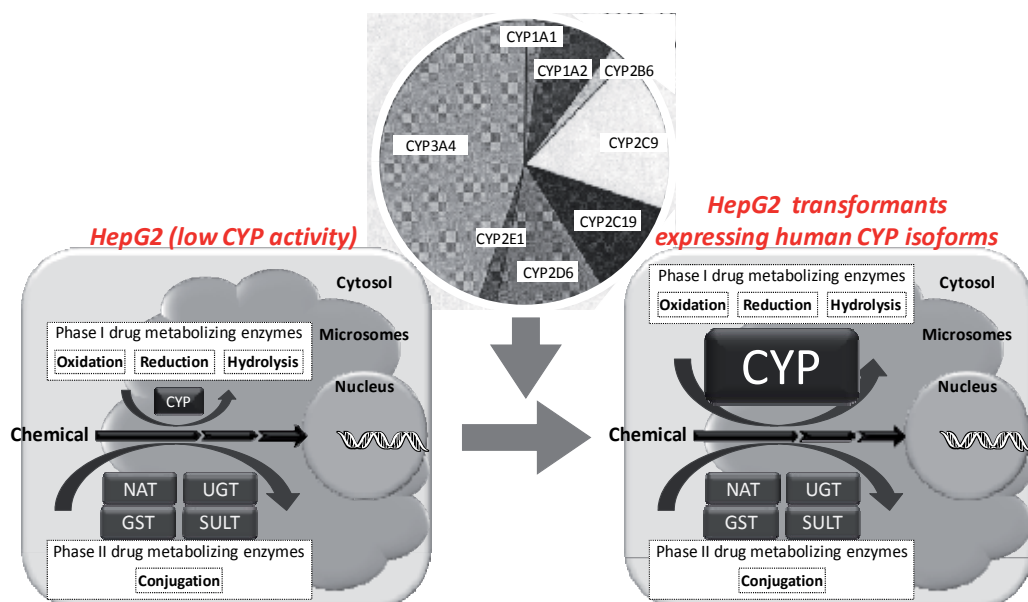 CYP1A1
CYP1A2
CYP2B6
CYP3A4
CYP2C9
CYP2C19
CYP2E1
CYP2D6
HepG2 (low CYP activity)
Cytosol
Microsomes
Nucleus
Phase I drug metabolizing enzymes
Oxidation Reduction Hydrolysis
CYP
Chemical
NAT UGT
GST SULT
Phase II drug metabolizing enzymes
Conjugation
HepG2 transformants
expressing human CYP isoforms
Phase I drug metabolizing enzymes
Oxidation Reduction Hydrolysis
Cytosol
Microsomes
Nucleus
CYP
Chemical
NAT UGT
GST SULT
Phase II drug metabolizing enzymes
Conjugation